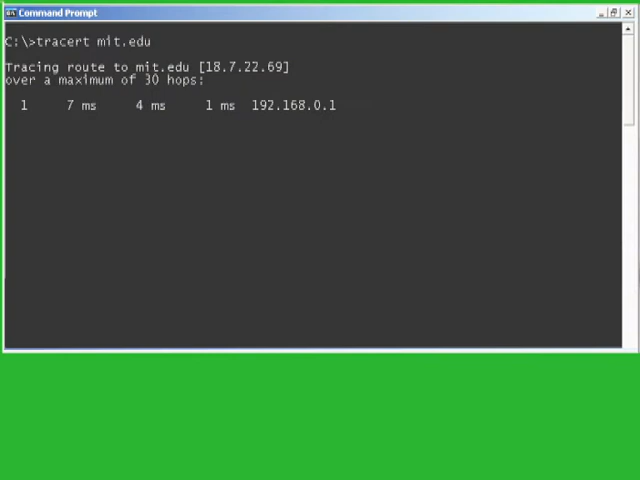 Command Prompt
C:\>tracert mit.edu
Tracing route to mit.edu [18.7.22.69]
over a maximum of 30 hops:
1 7 ms 4 ms 1 ms 192.168.0.1